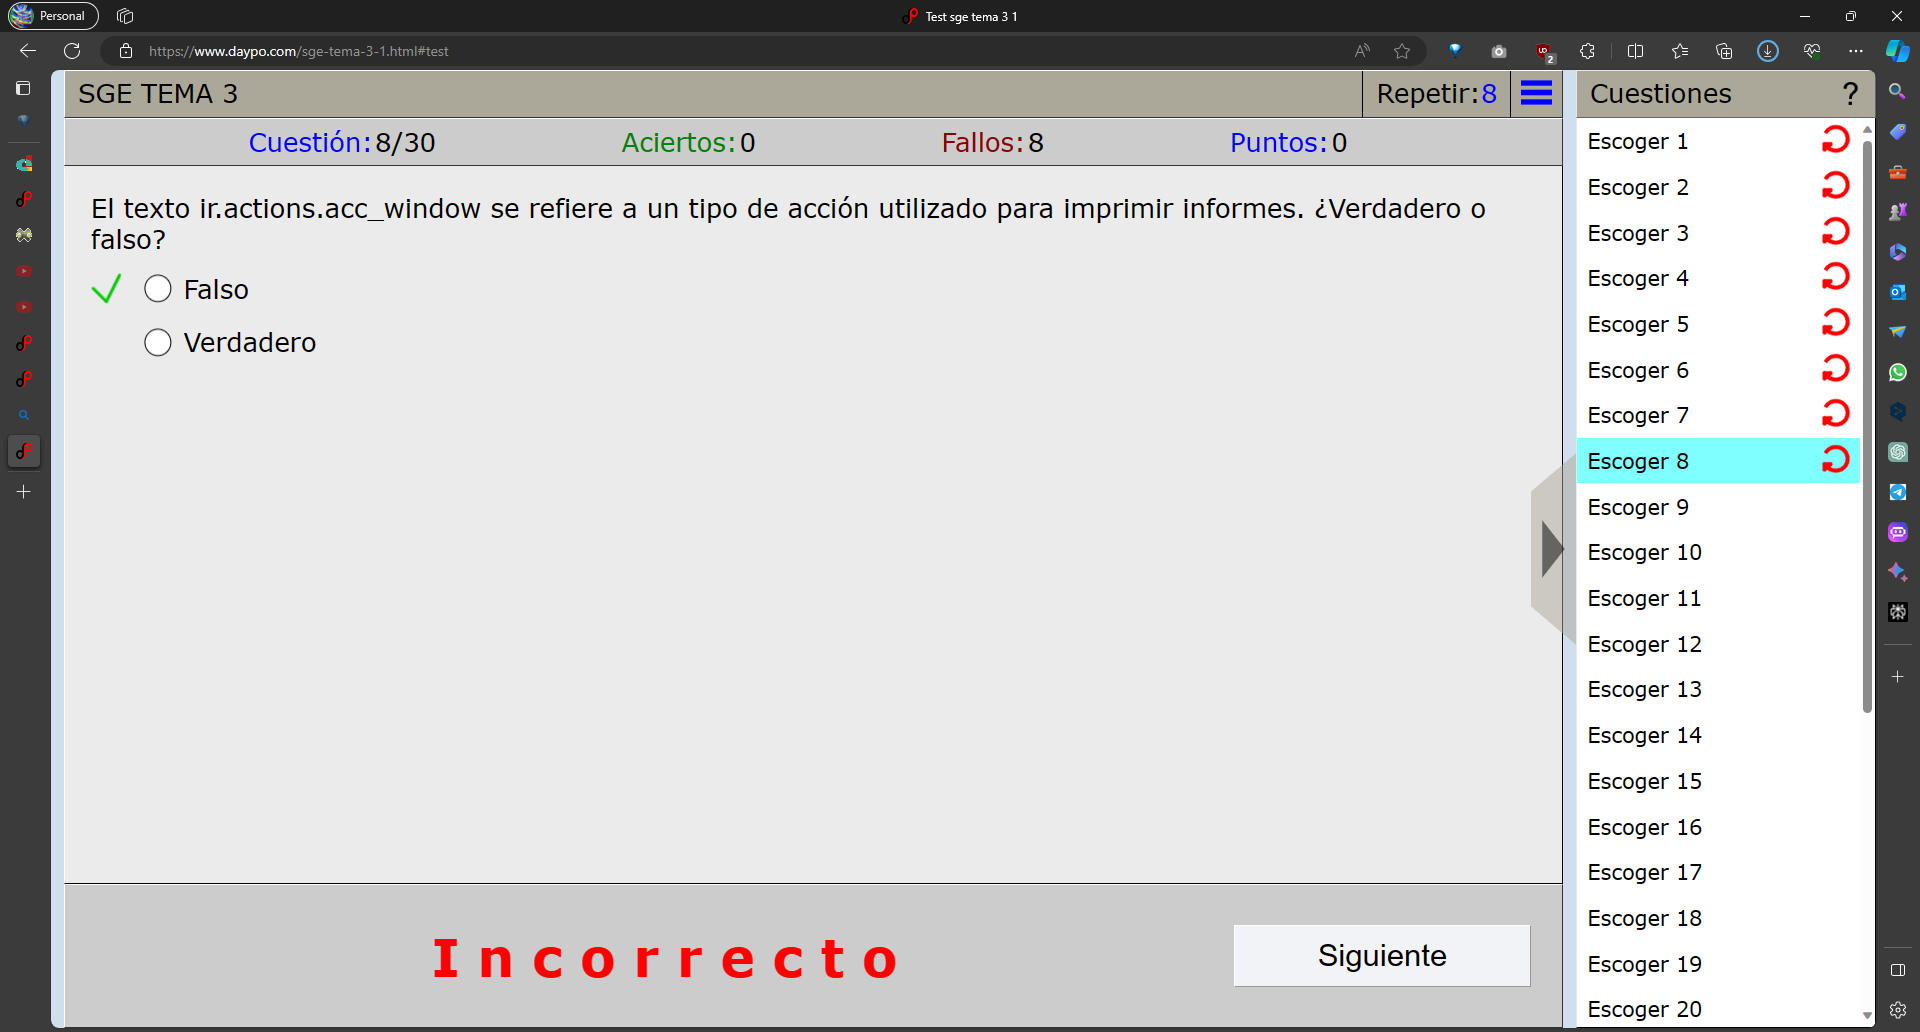 Personal
Test sge tema 3 1
https://www.daypo.com/sge-tema-3-1.html#test
2
SGE TEMA 3
Repetir:8
Cuestión:8/30
Aciertos:0
Fallos:8
Puntos:0
El texto ir.actions.acc_window se refiere a un tipo de acción utilizado para imprimir informes. ¿Verdadero o
falso?
Falso
Verdadero
Incorrecto
Siguiente
Cuestiones
?
Escoger 1
Escoger 2
Escoger 3
Escoger 4
Escoger 5
Escoger 6
Escoger 7
Escoger 8
Escoger 9
Escoger 10
Escoger 11
Escoger 12
Escoger 13
Escoger 14
Escoger 15
Escoger 16
Escoger 17
Escoger 18
Escoger 19
Escoger 20